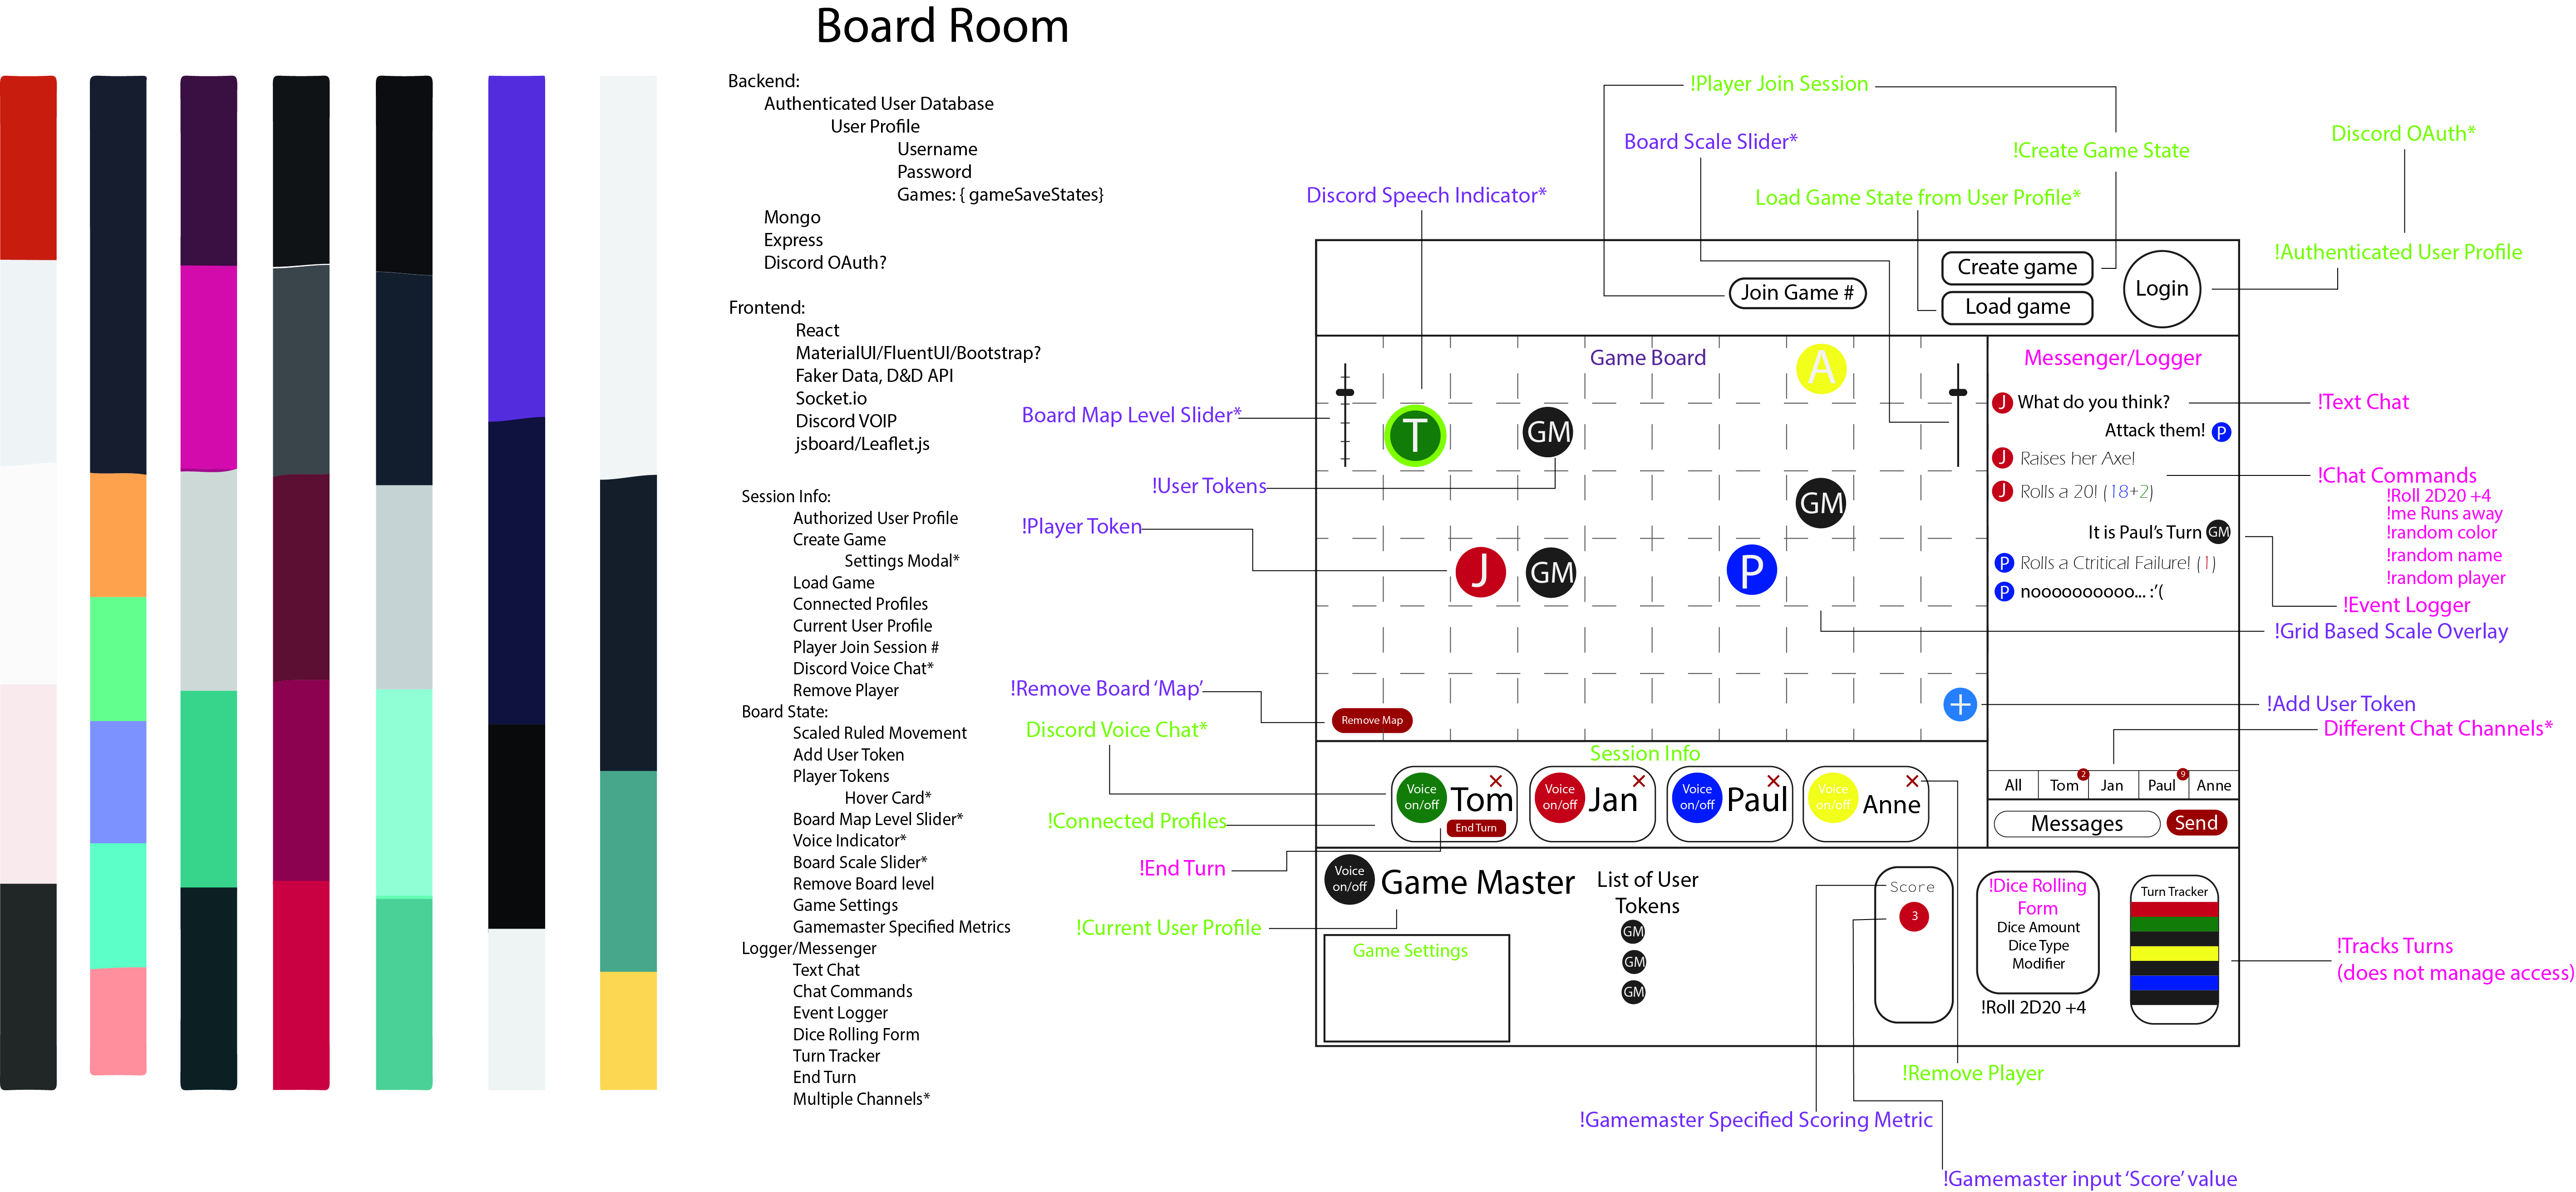 Board Room
Backend:
Authenticated User Database
User Profile
Username
Password
Games: { gameSaveStates}
Mongo
Express
Discord OAuth?
Frontend:
React
MaterialUI/FluentUI/Bootstrap?
Faker Data, D&D API
Socket.io
Discord VOIP
jsboard/Leaflet.js
Session Info:
Authorized User Profile
Create Game
Settings Modal*
Load Game
Connected Profiles
Current User Profile
Player Join Session #
Discord Voice Chat*
Remove Player
Board State:
Scaled Ruled Movement
Add User Token
Player Tokens
Hover Card*
Board Map Level Slider*
Voice Indicator*
Board Scale Slider*
Remove Board level
Game Settings
Gamemaster Specified Metrics
Logger/Messenger
Text Chat
Chat Commands
Event Logger
Dice Rolling Form
Turn Tracker
End Turn
Multiple Channels*
!Player Join Session
Board Scale Slider*
!Create Game State
Discord OAuth*
Discord Speech Indicator*
Load Game State from User Profile*
!Authenticated User Profile
Join Game #
Create game
Load game
Login
Board Map Level Slider*
!User Tokens
!Player Token
!Remove Board ‘Map’
Discord Voice Chat*
!Connected Profiles
!End Turn
!Current User Profile
Game Board
A
T
GM
GM
J
GM
P
Remove Map
Messenger/Logger
J What do you think?
Attack them! P
J Raises her Axe!
J Rolls a 20! (18+2)
It is Paul’s Turn GM
P Rolls a Ctritical Failure! (1)
P noooooooooo... :’(
All
Tom 2
Jan
Paul 9
Anne
Messages
Send
!Text Chat
!Chat Commands
!Roll 2D20 +4
!me Runs away
!random color
!random name
!random player
!Event Logger
!Grid Based Scale Overlay
!Add User Token
Different Chat Channels*
Session Info
Voice on/off
Tom
End Turn
Voice on/off
Jan
Voice on/off
Paul
Voice on/off
Anne
Voice on/off
Game Master
Game Settings
List of User
Tokens
GM
GM
GM
Score
3
!Dice Rolling
Form
Dice Amount
Dice Type
Modifier
!Roll 2D20 +4
Turn Tracker
!Tracks Turns
(does not manage access)
!Remove Player
!Gamemaster Specified Scoring Metric
!Gamemaster input ‘Score’ value